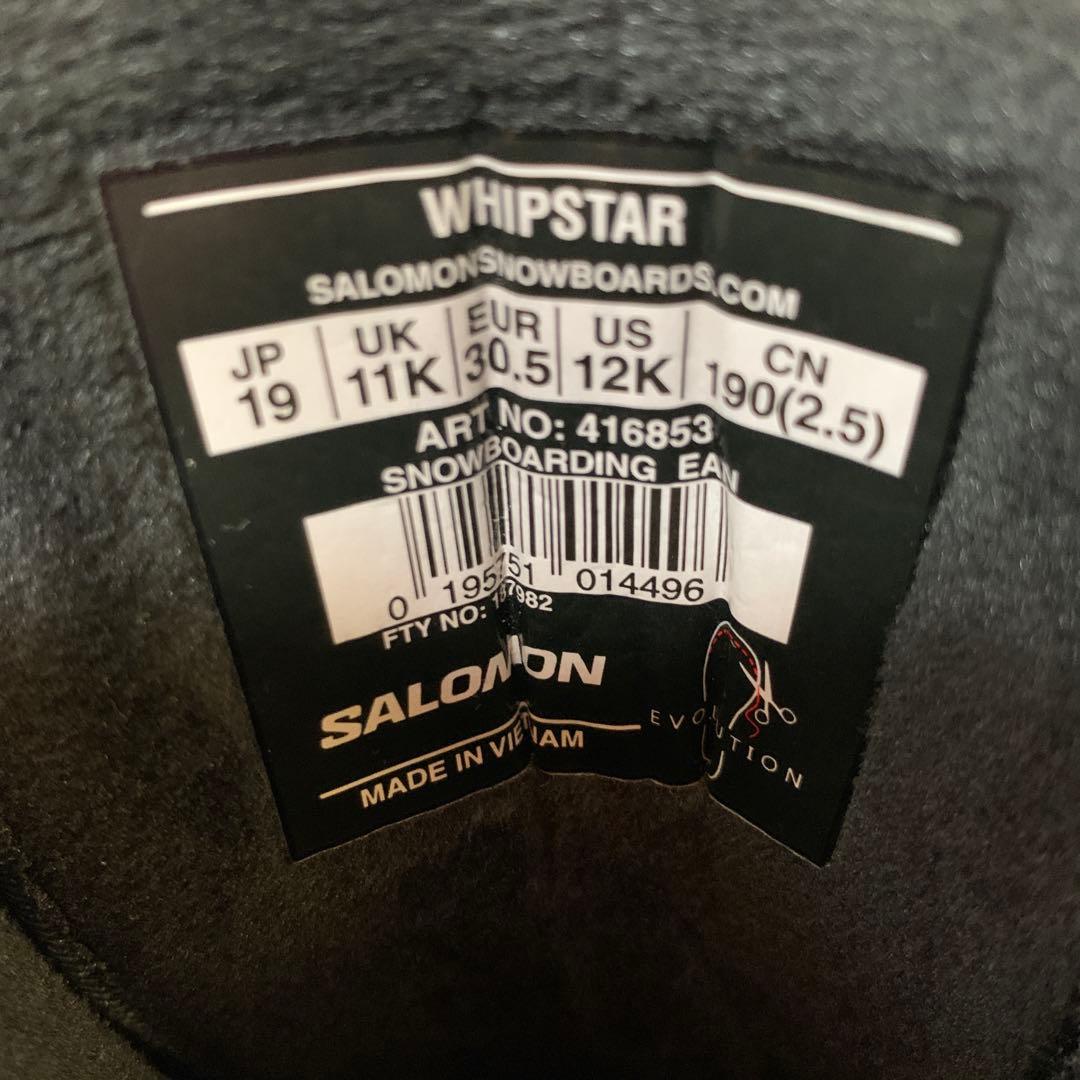 WHIPSTAR
SALOMONSNOWBOARDS.COM
JP UK EUR US CN
19 11K 30.5 12K 190(2.5)
ART NO: 416853
SNOWBOARDING EAN
0 195751 014496
FTY NO: 187982
SALOMON
EVOLUTION
MADE IN VIETNAM